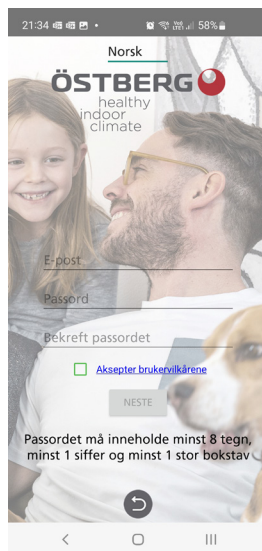 21:34
58%
Norsk
ÖSTBERG
healthy
indoor
climate
E-post
Passord
Bekreft passordet
Aksepter brukervilkårene
NESTE
Passordet må inneholde minst 8 tegn,
minst 1 siffer og minst 1 stor bokstav